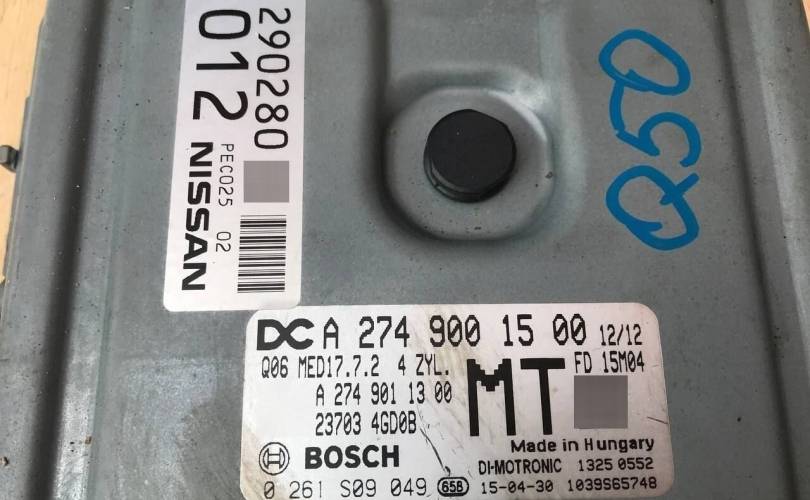 290280
012
PEC025 02
NISSAN
Q50
DC A 274 900 15 00 12/12
Q06 MED17.7.2 4 ZYL. MT FD 15M04
A 274 901 13 00
23703 4GD0B
Made in Hungary
BOSCH DI-MOTRONIC 1325 0552
0 261 S09 049 65B 15-04-30 1039S65748